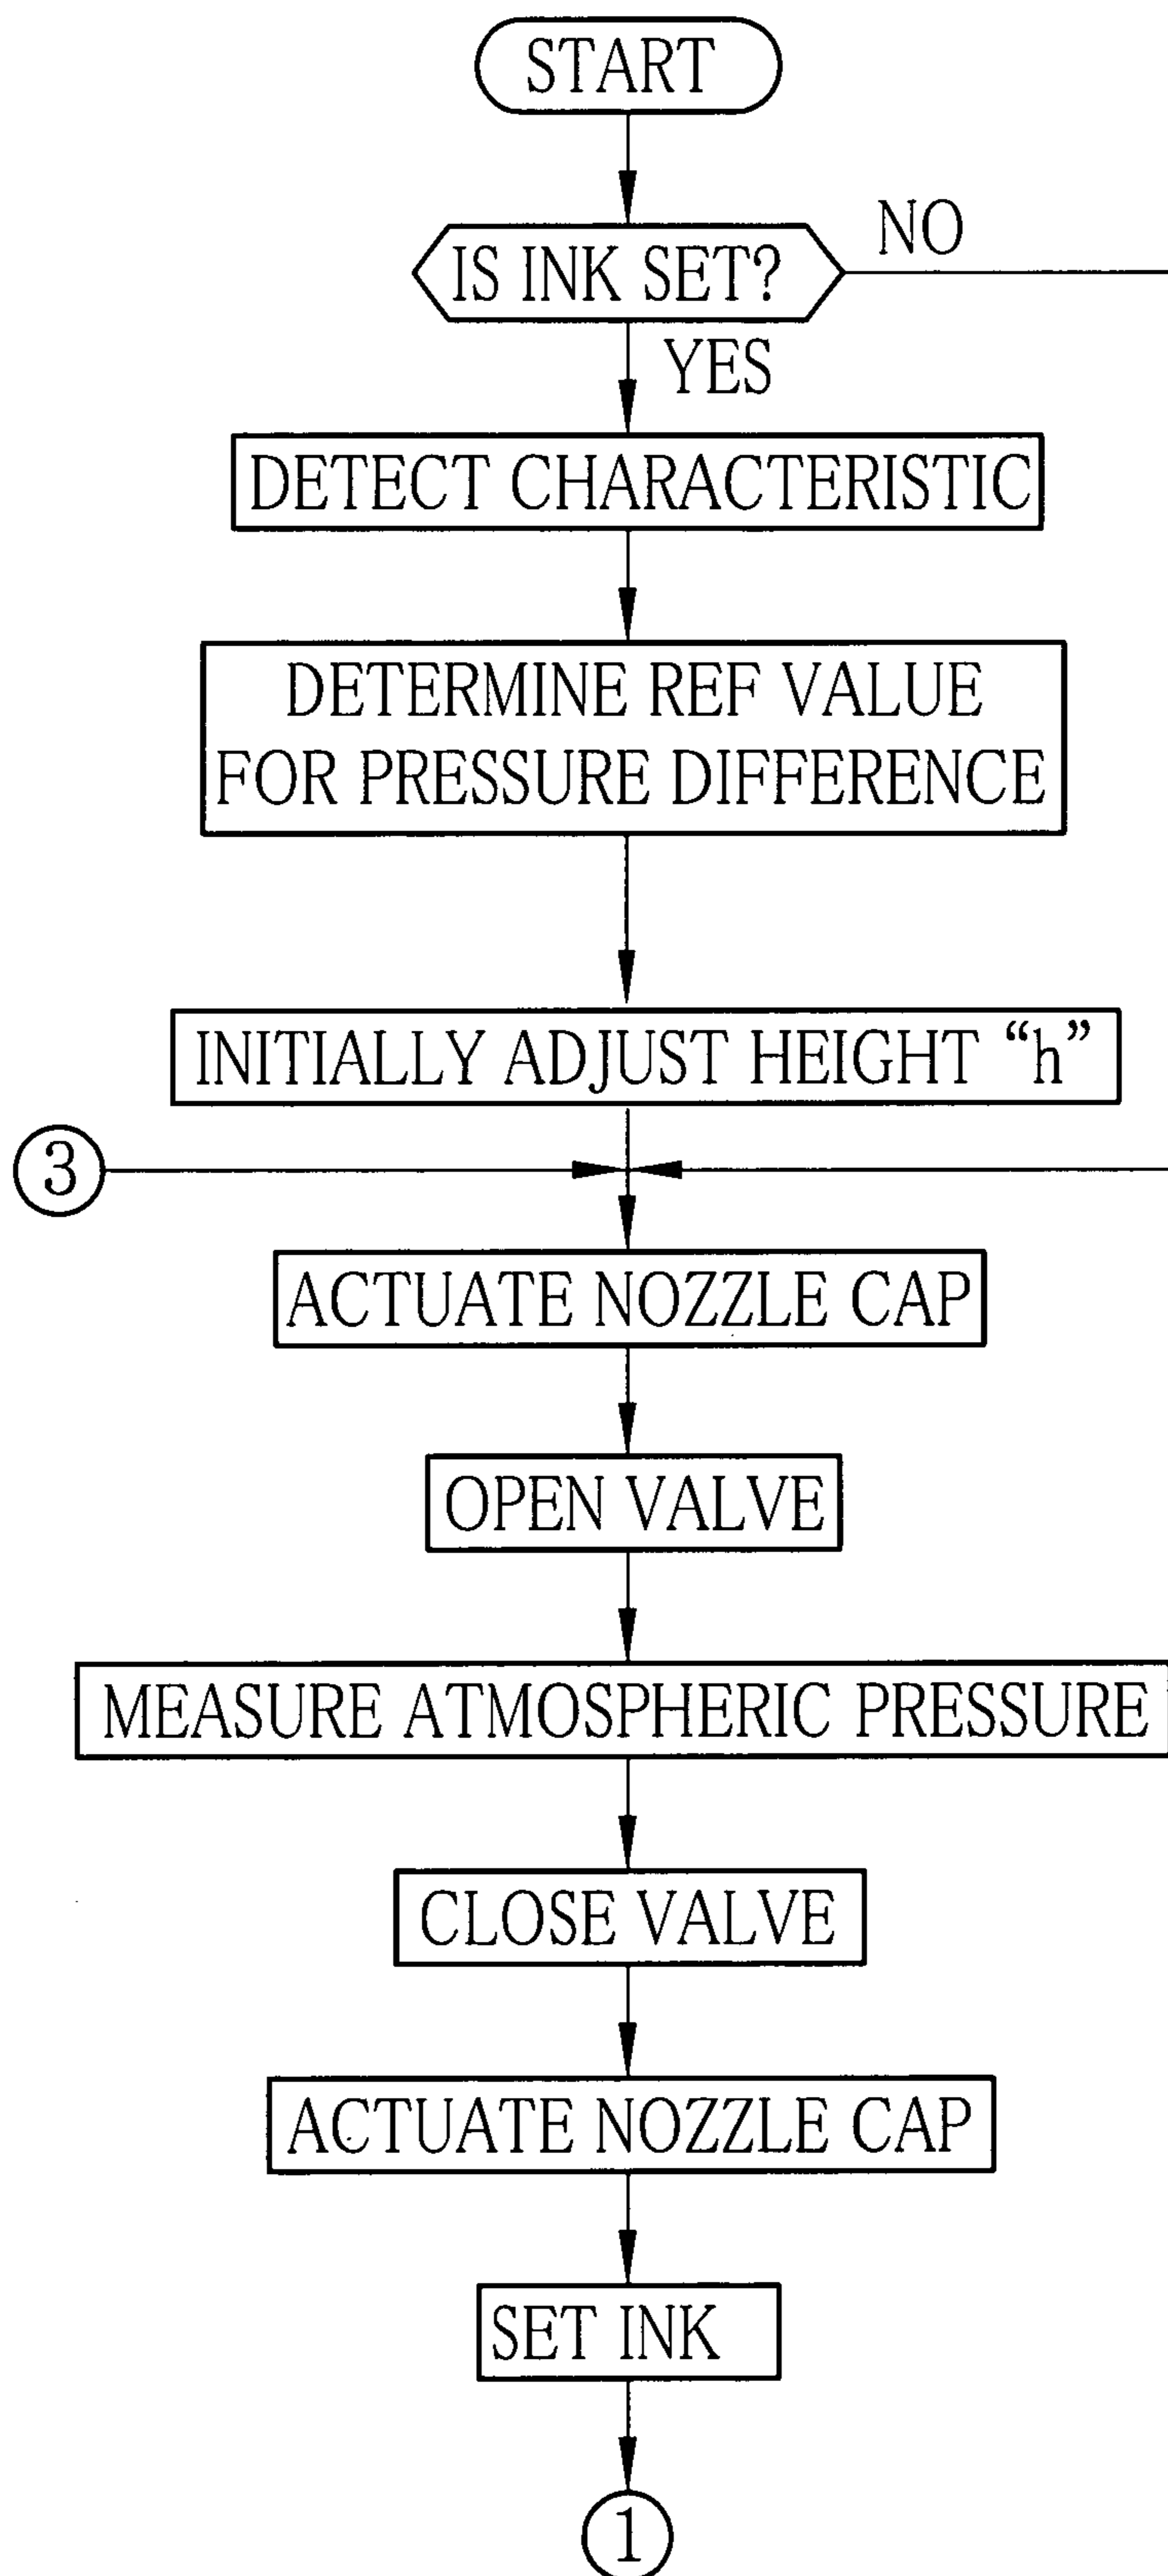 START
IS INK SET?
NO
YES
DETECT CHARACTERISTIC
DETERMINE REF VALUE
FOR PRESSURE DIFFERENCE
INITIALLY ADJUST HEIGHT “h”
3
ACTUATE NOZZLE CAP
OPEN VALVE
MEASURE ATMOSPHERIC PRESSURE
CLOSE VALVE
ACTUATE NOZZLE CAP
SET INK
1